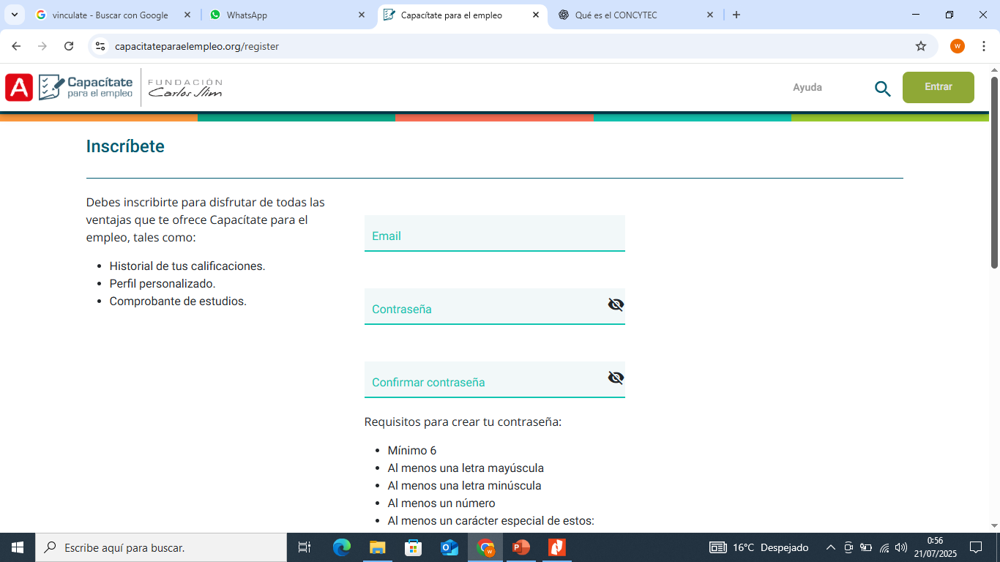 vinculate - Buscar con Google
WhatsApp
Capacítate para el empleo
Qué es el CONCYTEC
capacitateparaelempleo.org/register
W
A
Capacítate
para el empleo
FUNDACIÓN
Carlos Slim
Ayuda
Entrar
Inscríbete
Debes inscribirte para disfrutar de todas las
ventajas que te ofrece Capacítate para el
empleo, tales como:
Historial de tus calificaciones.
Perfil personalizado.
Comprobante de estudios.
Email
Contraseña
Confirmar contraseña
Requisitos para crear tu contraseña:
Mínimo 6
Al menos una letra mayúscula
Al menos una letra minúscula
Al menos un número
Al menos un carácter especial de estos:
Escribe aquí para buscar.
16°C Despejado
0:56
21/07/2025